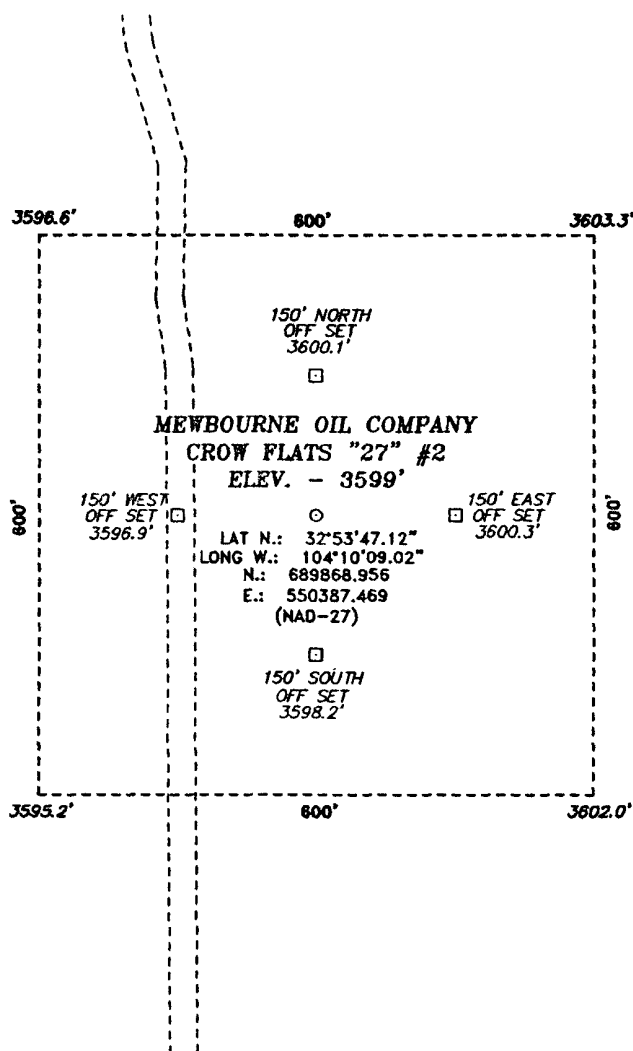 3596.6' 600' 3603.3'
150' NORTH
OFF SET
3600.1'
MEWBOURNE OIL COMPANY
CROW FLATS "27" #2
ELEV. - 3599'
600'
150' WEST
OFF SET
3596.9'
150' EAST
OFF SET
3600.3'
600'
LAT N.: 32°53'47.12"
LONG W.: 104°10'09.02"
N.: 689868.956
E.: 550387.469
(NAD-27)
150' SOUTH
OFF SET
3598.2'
3595.2' 600' 3602.0'